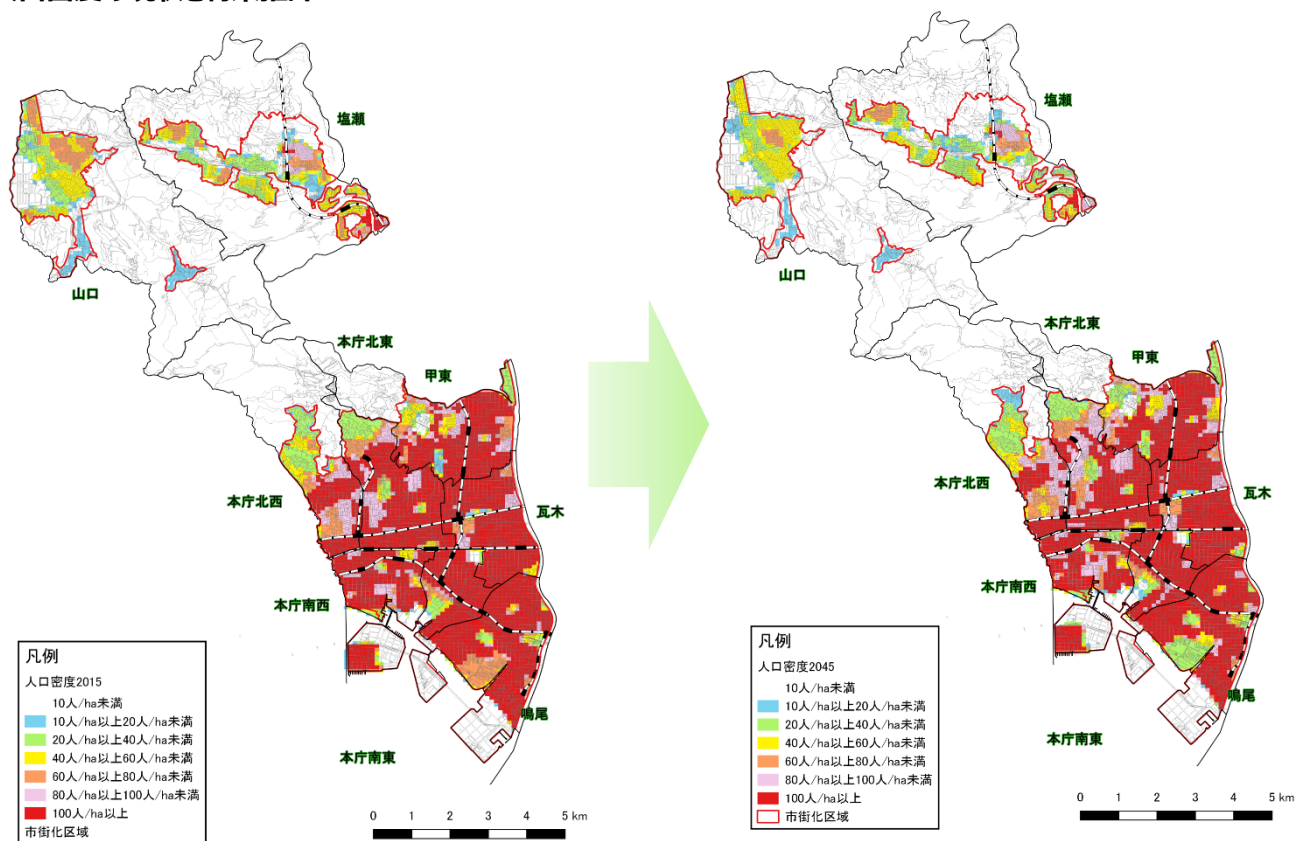 塩瀬
山口
本庁北東
甲東
本庁北西
瓦木
本庁南西
鳴尾
本庁南東
凡例
人口密度2015
10人/ha未満
10人/ha以上20人/ha未満
20人/ha以上40人/ha未満
40人/ha以上60人/ha未満
60人/ha以上80人/ha未満
80人/ha以上100人/ha未満
100人/ha以上
市街化区域
0 1 2 3 4 5 km
塩瀬
山口
本庁北東
甲東
本庁北西
瓦木
本庁南西
鳴尾
本庁南東
凡例
人口密度2045
10人/ha未満
10人/ha以上20人/ha未満
20人/ha以上40人/ha未満
40人/ha以上60人/ha未満
60人/ha以上80人/ha未満
80人/ha以上100人/ha未満
100人/ha以上
市街化区域
0 1 2 3 4 5 km